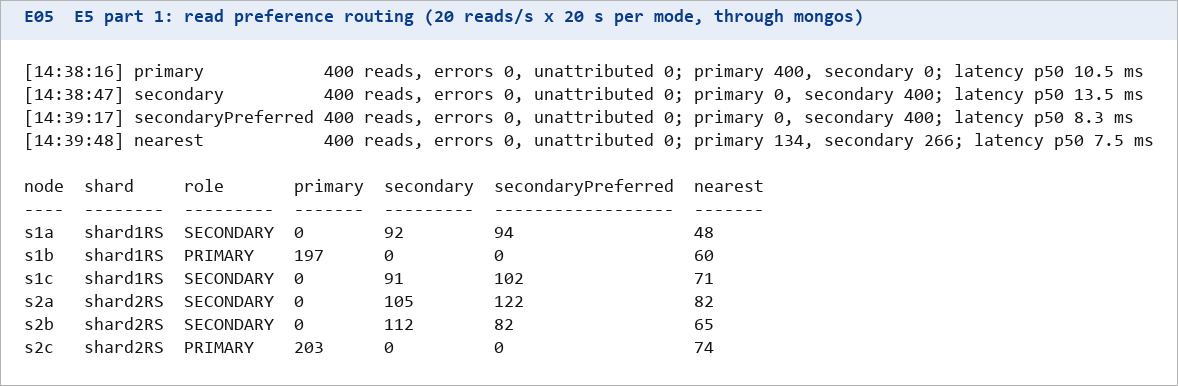 E05  E5 part 1: read preference routing (20 reads/s x 20 s per mode, through mongos)
[14:38:16] primary            400 reads, errors 0, unattributed 0; primary 400, secondary 0; latency p50 10.5 ms
[14:38:47] secondary          400 reads, errors 0, unattributed 0; primary 0, secondary 400; latency p50 13.5 ms
[14:39:17] secondaryPreferred 400 reads, errors 0, unattributed 0; primary 0, secondary 400; latency p50 8.3 ms
[14:39:48] nearest            400 reads, errors 0, unattributed 0; primary 134, secondary 266; latency p50 7.5 ms
node  shard     role       primary  secondary  secondaryPreferred  nearest
----  --------  ---------  -------  ---------  ------------------  -------
s1a   shard1RS  SECONDARY  0        92         94                  48
s1b   shard1RS  PRIMARY    197      0          0                   60
s1c   shard1RS  SECONDARY  0        91         102                 71
s2a   shard2RS  SECONDARY  0        105        122                 82
s2b   shard2RS  SECONDARY  0        112        82                  65
s2c   shard2RS  PRIMARY    203      0          0                   74